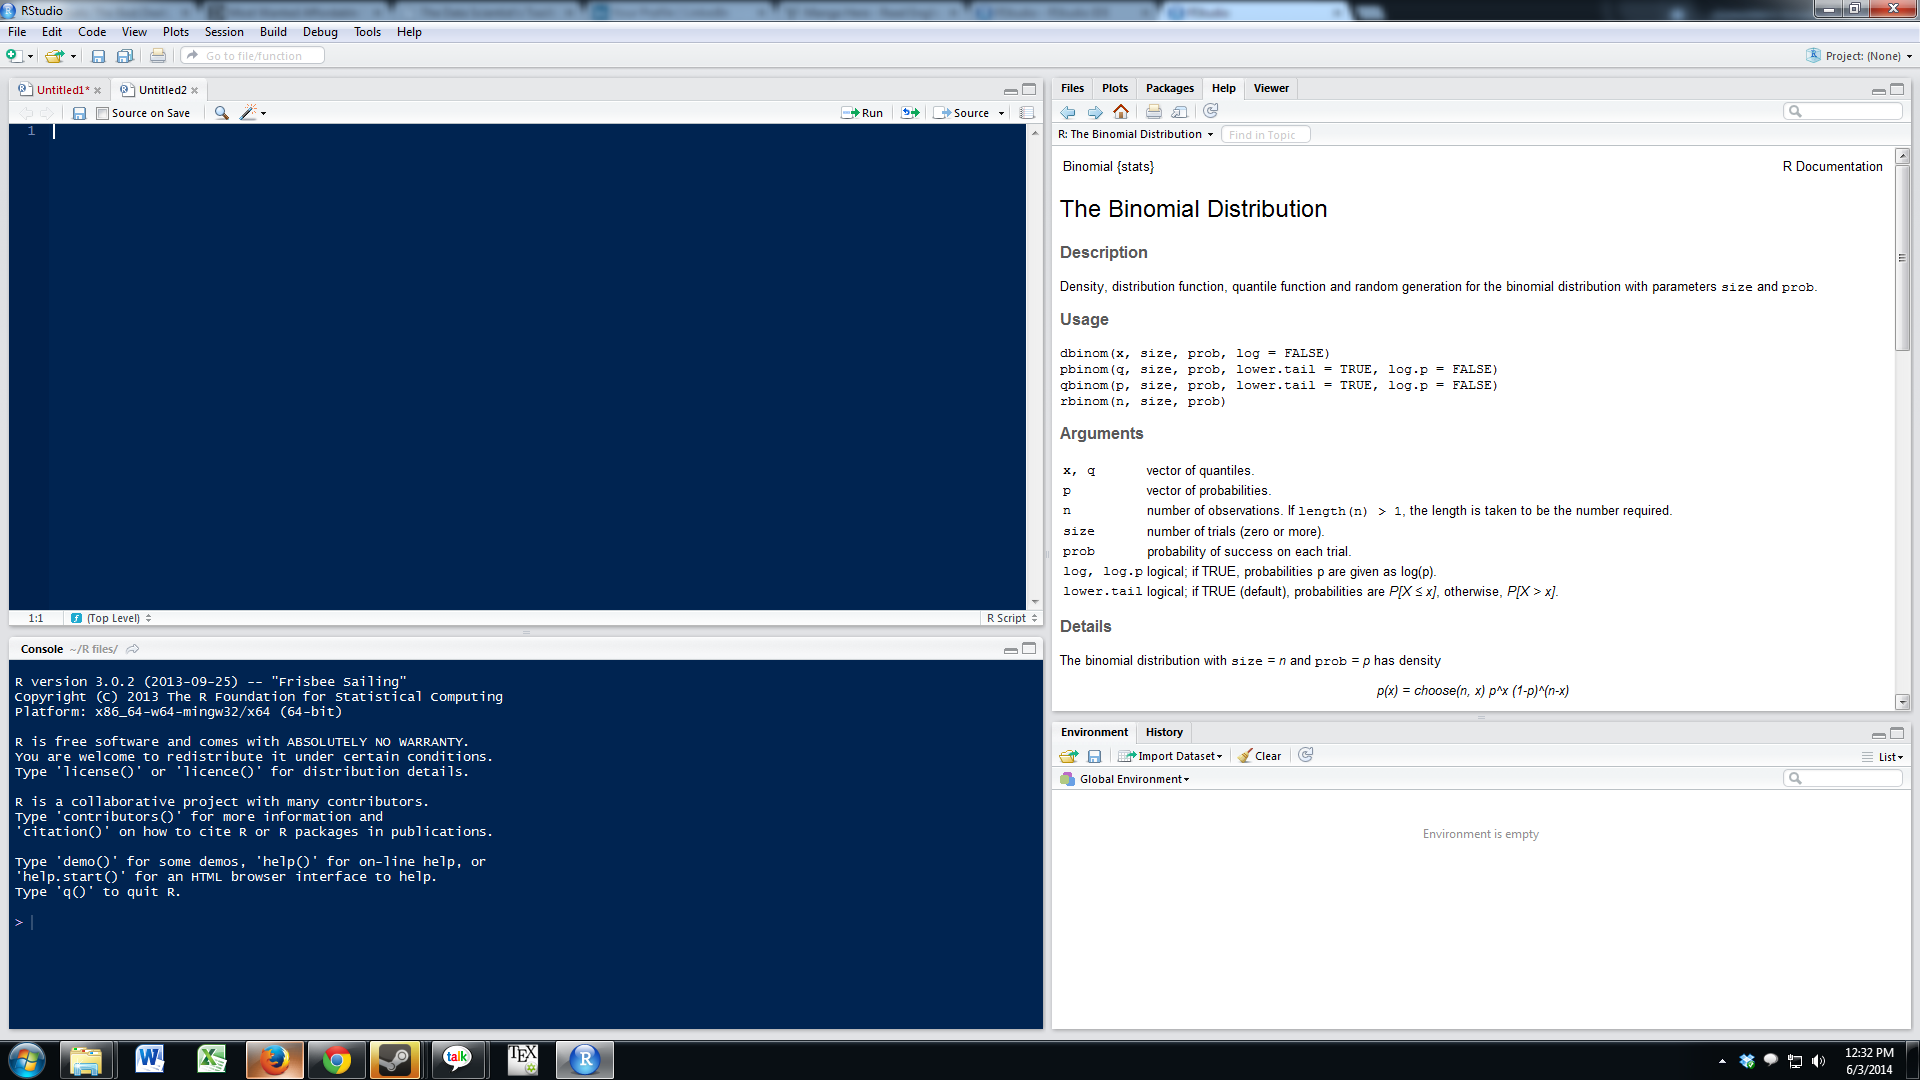 RStudio
File Edit Code View Plots Session Build Debug Tools Help
Go to file/function
Project: (None)
Untitled1*
Untitled2
Source on Save
Run
Source
1
1:1
(Top Level)
R Script
Console ~/R files/
R version 3.0.2 (2013-09-25) -- "Frisbee Sailing"
Copyright (C) 2013 The R Foundation for Statistical Computing
Platform: x86_64-w64-mingw32/x64 (64-bit)
R is free software and comes with ABSOLUTELY NO WARRANTY.
You are welcome to redistribute it under certain conditions.
Type 'license()' or 'licence()' for distribution details.
R is a collaborative project with many contributors.
Type 'contributors()' for more information and
'citation()' on how to cite R or R packages in publications.
Type 'demo()' for some demos, 'help()' for on-line help, or
'help.start()' for an HTML browser interface to help.
Type 'q()' to quit R.
>
Files Plots Packages Help Viewer
R: The Binomial Distribution
Find in Topic
Binomial {stats}
R Documentation
The Binomial Distribution
Description
Density, distribution function, quantile function and random generation for the binomial distribution with parameters size and prob.
Usage
dbinom(x, size, prob, log = FALSE)
pbinom(q, size, prob, lower.tail = TRUE, log.p = FALSE)
qbinom(p, size, prob, lower.tail = TRUE, log.p = FALSE)
rbinom(n, size, prob)
Arguments
x, q vector of quantiles.
p vector of probabilities.
n number of observations. If length(n) > 1, the length is taken to be the number required.
size number of trials (zero or more).
prob probability of success on each trial.
log, log.p logical; if TRUE, probabilities p are given as log(p).
lower.tail logical; if TRUE (default), probabilities are P[X ≤ x], otherwise, P[X > x].
Details
The binomial distribution with size = n and prob = p has density
p(x) = choose(n, x) p^x (1-p)^(n-x)
Environment History
Import Dataset
Clear
List
Global Environment
Environment is empty
talk
TEX
R
12:32 PM
6/3/2014